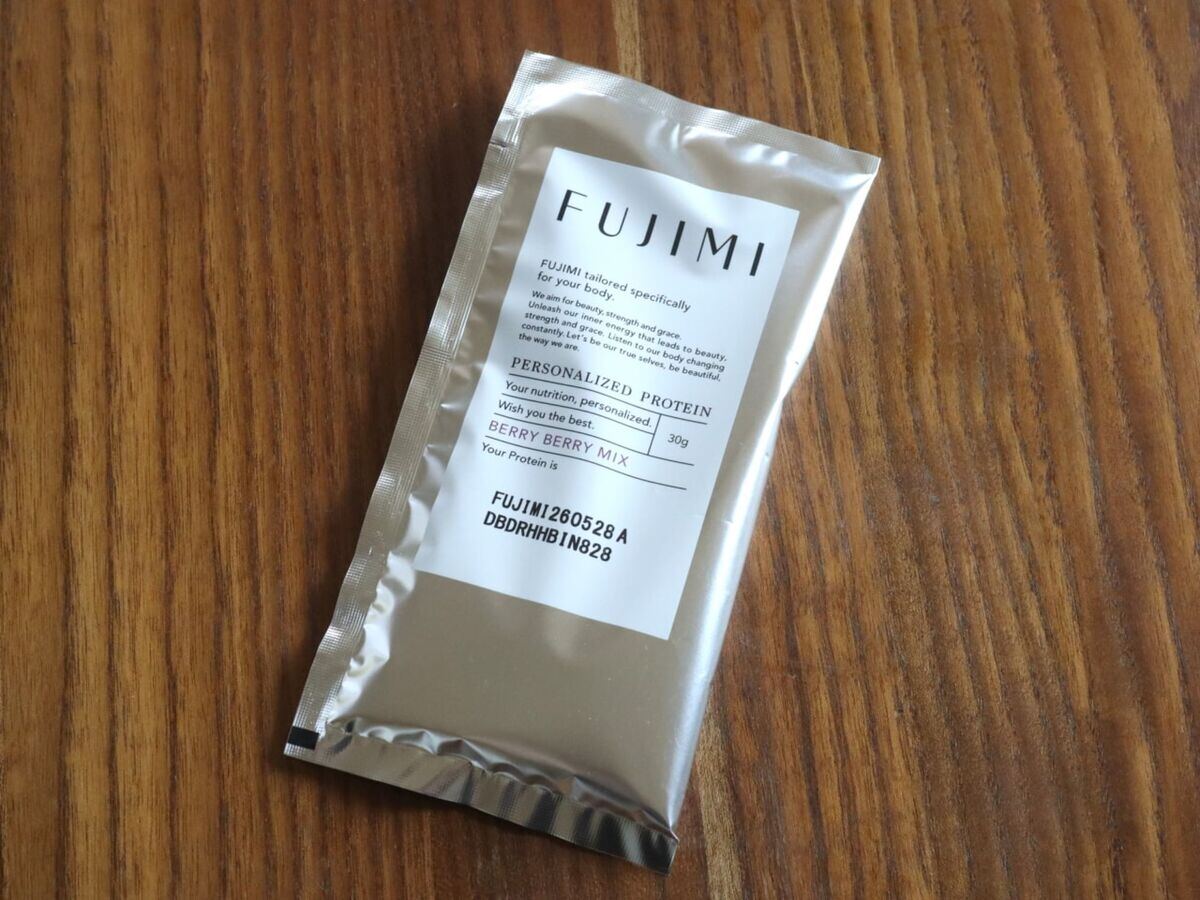 FUJIMI
FUJIMI tailored specifically
for your body.
We aim for beauty, strength and grace.
Unleash our inner energy that leads to beauty,
strength and grace. Listen to our body changing
constantly. Let's be our true selves, be beautiful,
the way we are.
PERSONALIZED PROTEIN
Your nutrition, personalized.
Wish you the best.
30g
BERRY BERRY MIX
Your Protein is
FUJIMI260528A
DBDRHHBIN828